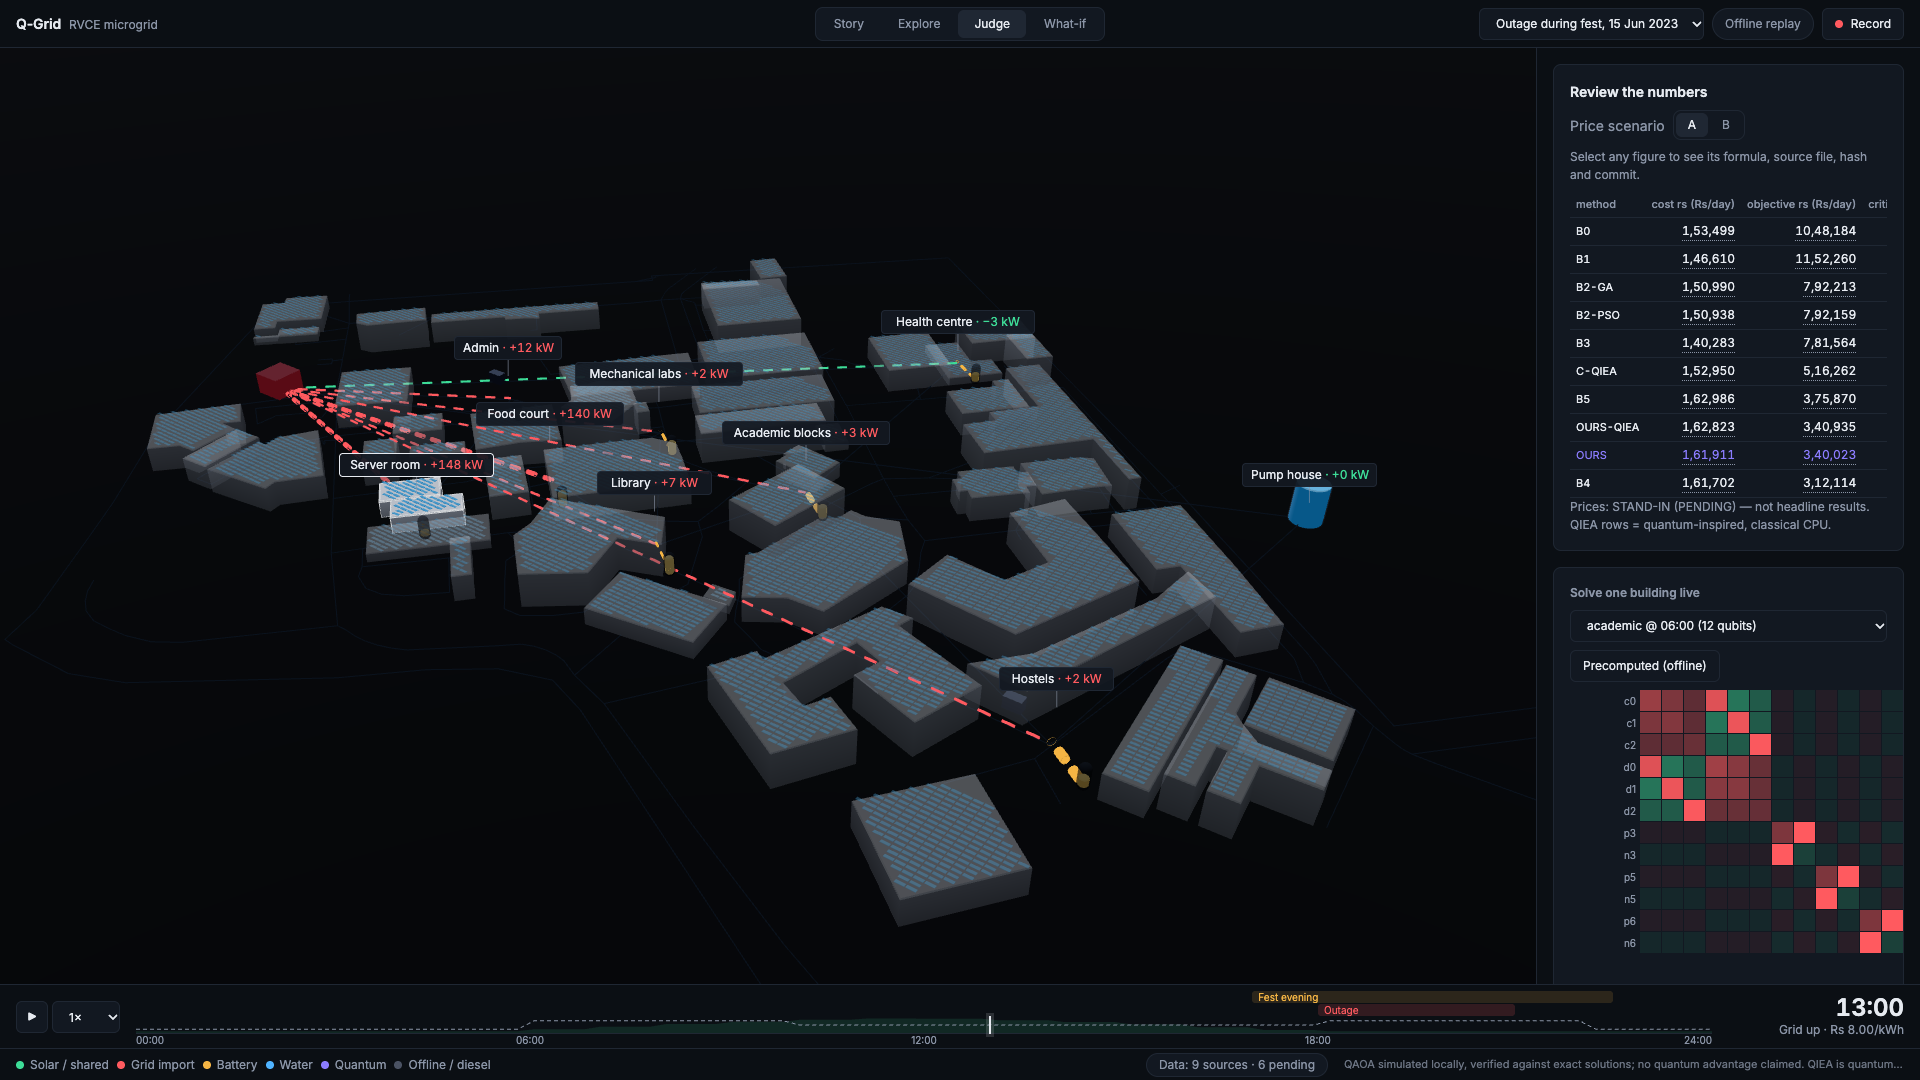 Q-Grid RVCE microgrid
Story Explore Judge What-if
Outage during fest, 15 Jun 2023
Offline replay
Record
Health centre · −3 kW
Admin · +12 kW
Mechanical labs · +2 kW
Food court · +140 kW
Academic blocks · +3 kW
Server room · +148 kW
Library · +7 kW
Pump house · +0 kW
Hostels · +2 kW
Review the numbers
Price scenario A B
Select any figure to see its formula, source file, hash
and commit.
method cost rs (Rs/day) objective rs (Rs/day) criti
B0 1,53,499 10,48,184
B1 1,46,610 11,52,260
B2-GA 1,50,990 7,92,213
B2-PSO 1,50,938 7,92,159
B3 1,40,283 7,81,564
C-QIEA 1,52,950 5,16,262
B5 1,62,986 3,75,870
OURS-QIEA 1,62,823 3,40,935
OURS 1,61,911 3,40,023
B4 1,61,702 3,12,114
Prices: STAND-IN (PENDING) — not headline results.
QIEA rows = quantum-inspired, classical CPU.
Solve one building live
academic @ 06:00 (12 qubits)
Precomputed (offline)
c0
c1
c2
d0
d1
d2
p3
n3
p5
n5
p6
n6
1×
Fest evening
Outage
00:00 06:00 12:00 18:00 24:00
13:00
Grid up · Rs 8.00/kWh
Solar / shared Grid import Battery Water Quantum Offline / diesel
Data: 9 sources · 6 pending
QAOA simulated locally, verified against exact solutions; no quantum advantage claimed. QIEA is quantum...